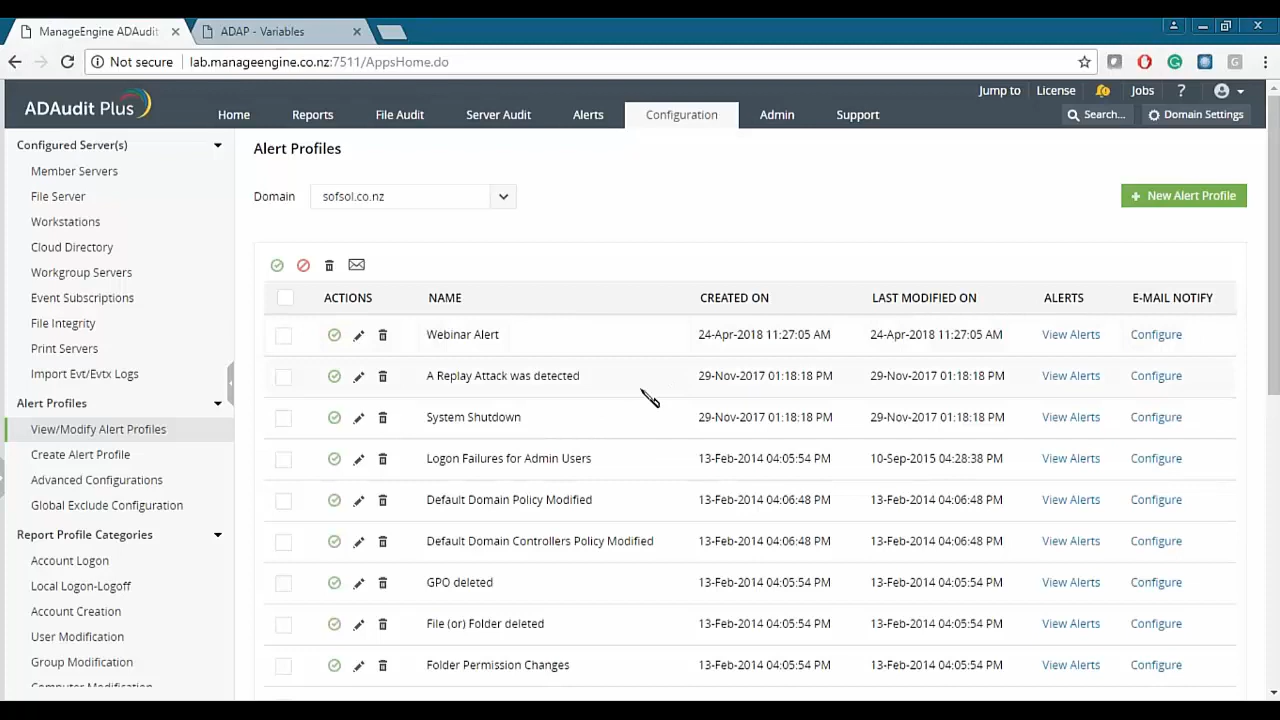 ManageEngine ADAudit
ADAP - Variables
Not secure lab.manageengine.co.nz:7511/AppsHome.do
Jump to License Jobs ?
ADAudit Plus
Home Reports File Audit Server Audit Alerts Configuration Admin Support Search... Domain Settings
Configured Server(s)
Member Servers
File Server
Workstations
Cloud Directory
Workgroup Servers
Event Subscriptions
File Integrity
Print Servers
Import Evt/Evtx Logs
Alert Profiles
View/Modify Alert Profiles
Create Alert Profile
Advanced Configurations
Global Exclude Configuration
Report Profile Categories
Account Logon
Local Logon-Logoff
Account Creation
User Modification
Group Modification
Computer Modification
Alert Profiles
Domain sofsol.co.nz
+ New Alert Profile
ACTIONS NAME CREATED ON LAST MODIFIED ON ALERTS E-MAIL NOTIFY
Webinar Alert 24-Apr-2018 11:27:05 AM 24-Apr-2018 11:27:05 AM View Alerts Configure
A Replay Attack was detected 29-Nov-2017 01:18:18 PM 29-Nov-2017 01:18:18 PM View Alerts Configure
System Shutdown 29-Nov-2017 01:18:18 PM 29-Nov-2017 01:18:18 PM View Alerts Configure
Logon Failures for Admin Users 13-Feb-2014 04:05:54 PM 10-Sep-2015 04:28:38 PM View Alerts Configure
Default Domain Policy Modified 13-Feb-2014 04:06:48 PM 13-Feb-2014 04:06:48 PM View Alerts Configure
Default Domain Controllers Policy Modified 13-Feb-2014 04:06:48 PM 13-Feb-2014 04:06:48 PM View Alerts Configure
GPO deleted 13-Feb-2014 04:05:54 PM 13-Feb-2014 04:05:54 PM View Alerts Configure
File (or) Folder deleted 13-Feb-2014 04:05:54 PM 13-Feb-2014 04:05:54 PM View Alerts Configure
Folder Permission Changes 13-Feb-2014 04:05:54 PM 13-Feb-2014 04:05:54 PM View Alerts Configure